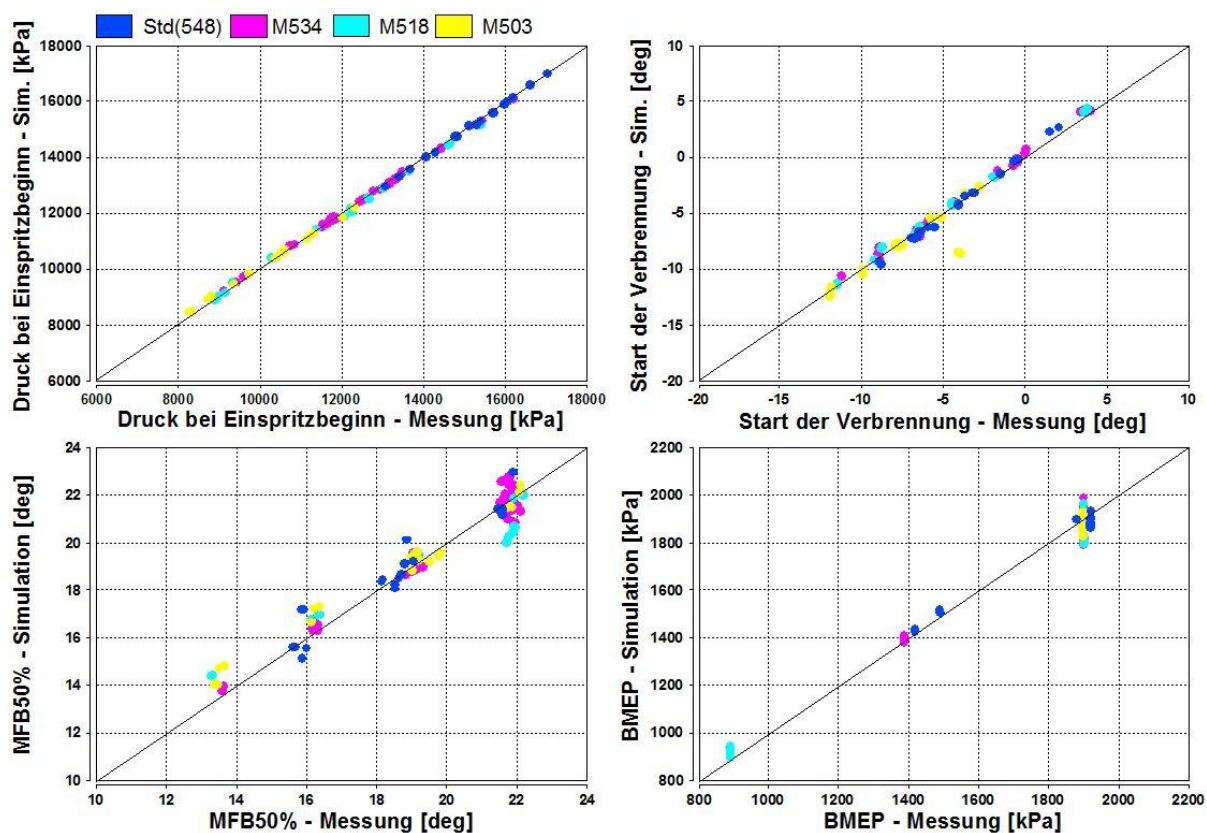 Std(548) M534 M518 M503
Druck bei Einspritzbeginn - Sim. [kPa]
18000
16000
14000
12000
10000
8000
6000
6000 8000 10000 12000 14000 16000 18000
Druck bei Einspritzbeginn - Messung [kPa]
Start der Verbrennung - Sim. [deg]
10
5
0
-5
-10
-15
-20
-20 -15 -10 -5 0 5 10
Start der Verbrennung - Messung [deg]
MFB50% - Simulation [deg]
24
22
20
18
16
14
12
10
10 12 14 16 18 20 22 24
MFB50% - Messung [deg]
BMEP - Simulation [kPa]
2200
2000
1800
1600
1400
1200
1000
800
800 1000 1200 1400 1600 1800 2000 2200
BMEP - Messung [kPa]